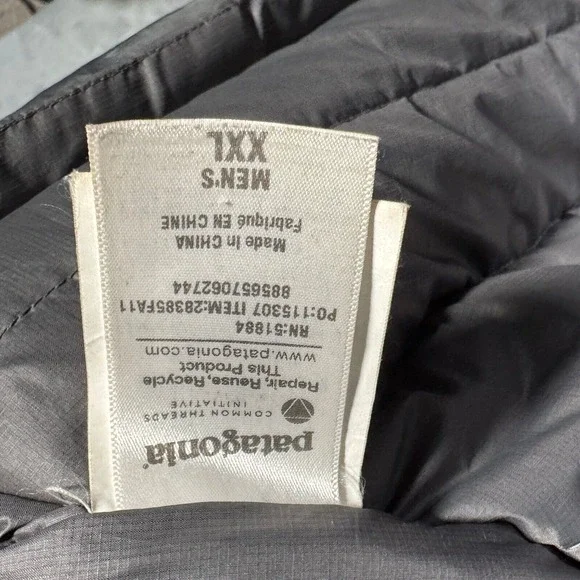 patagonia®
COMMON THREADS
INITIATIVE
Repair, Reuse, Recycle
This Product
www.patagonia.com
RN:51884
PO:115307 ITEM:28385FA11
885657062744
Made in CHINA
Fabriqué EN CHINE
MEN'S
XXL